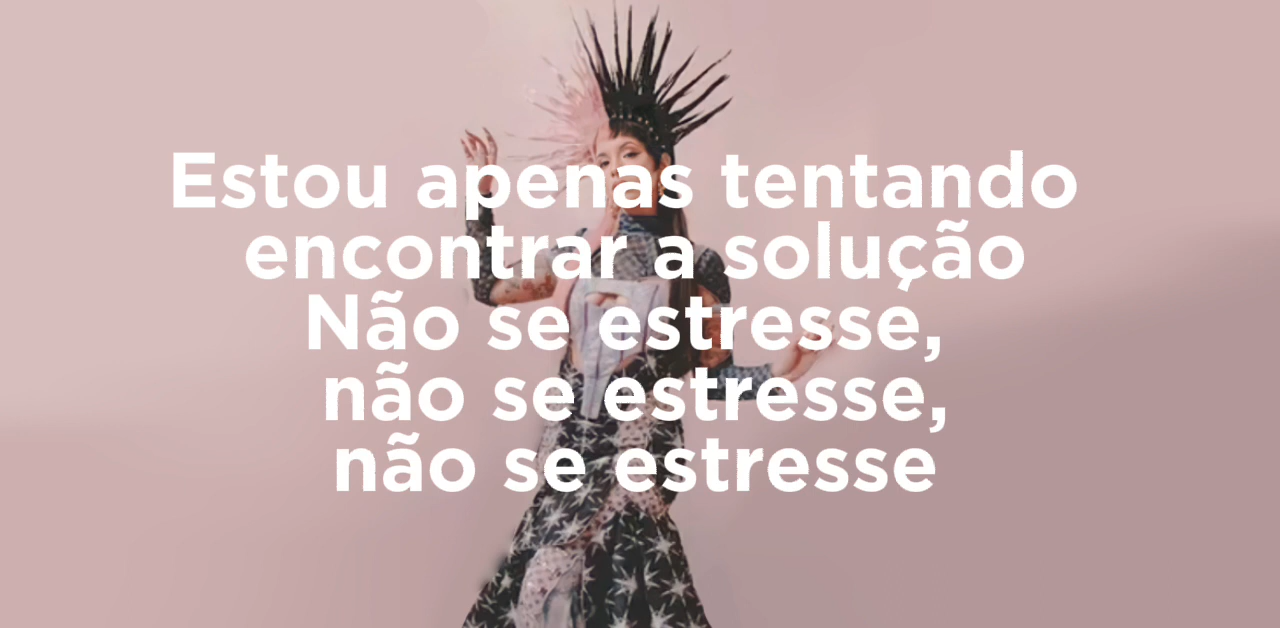 Estou apenas tentando
encontrar a solução
Não se estresse,
não se estresse,
não se estresse